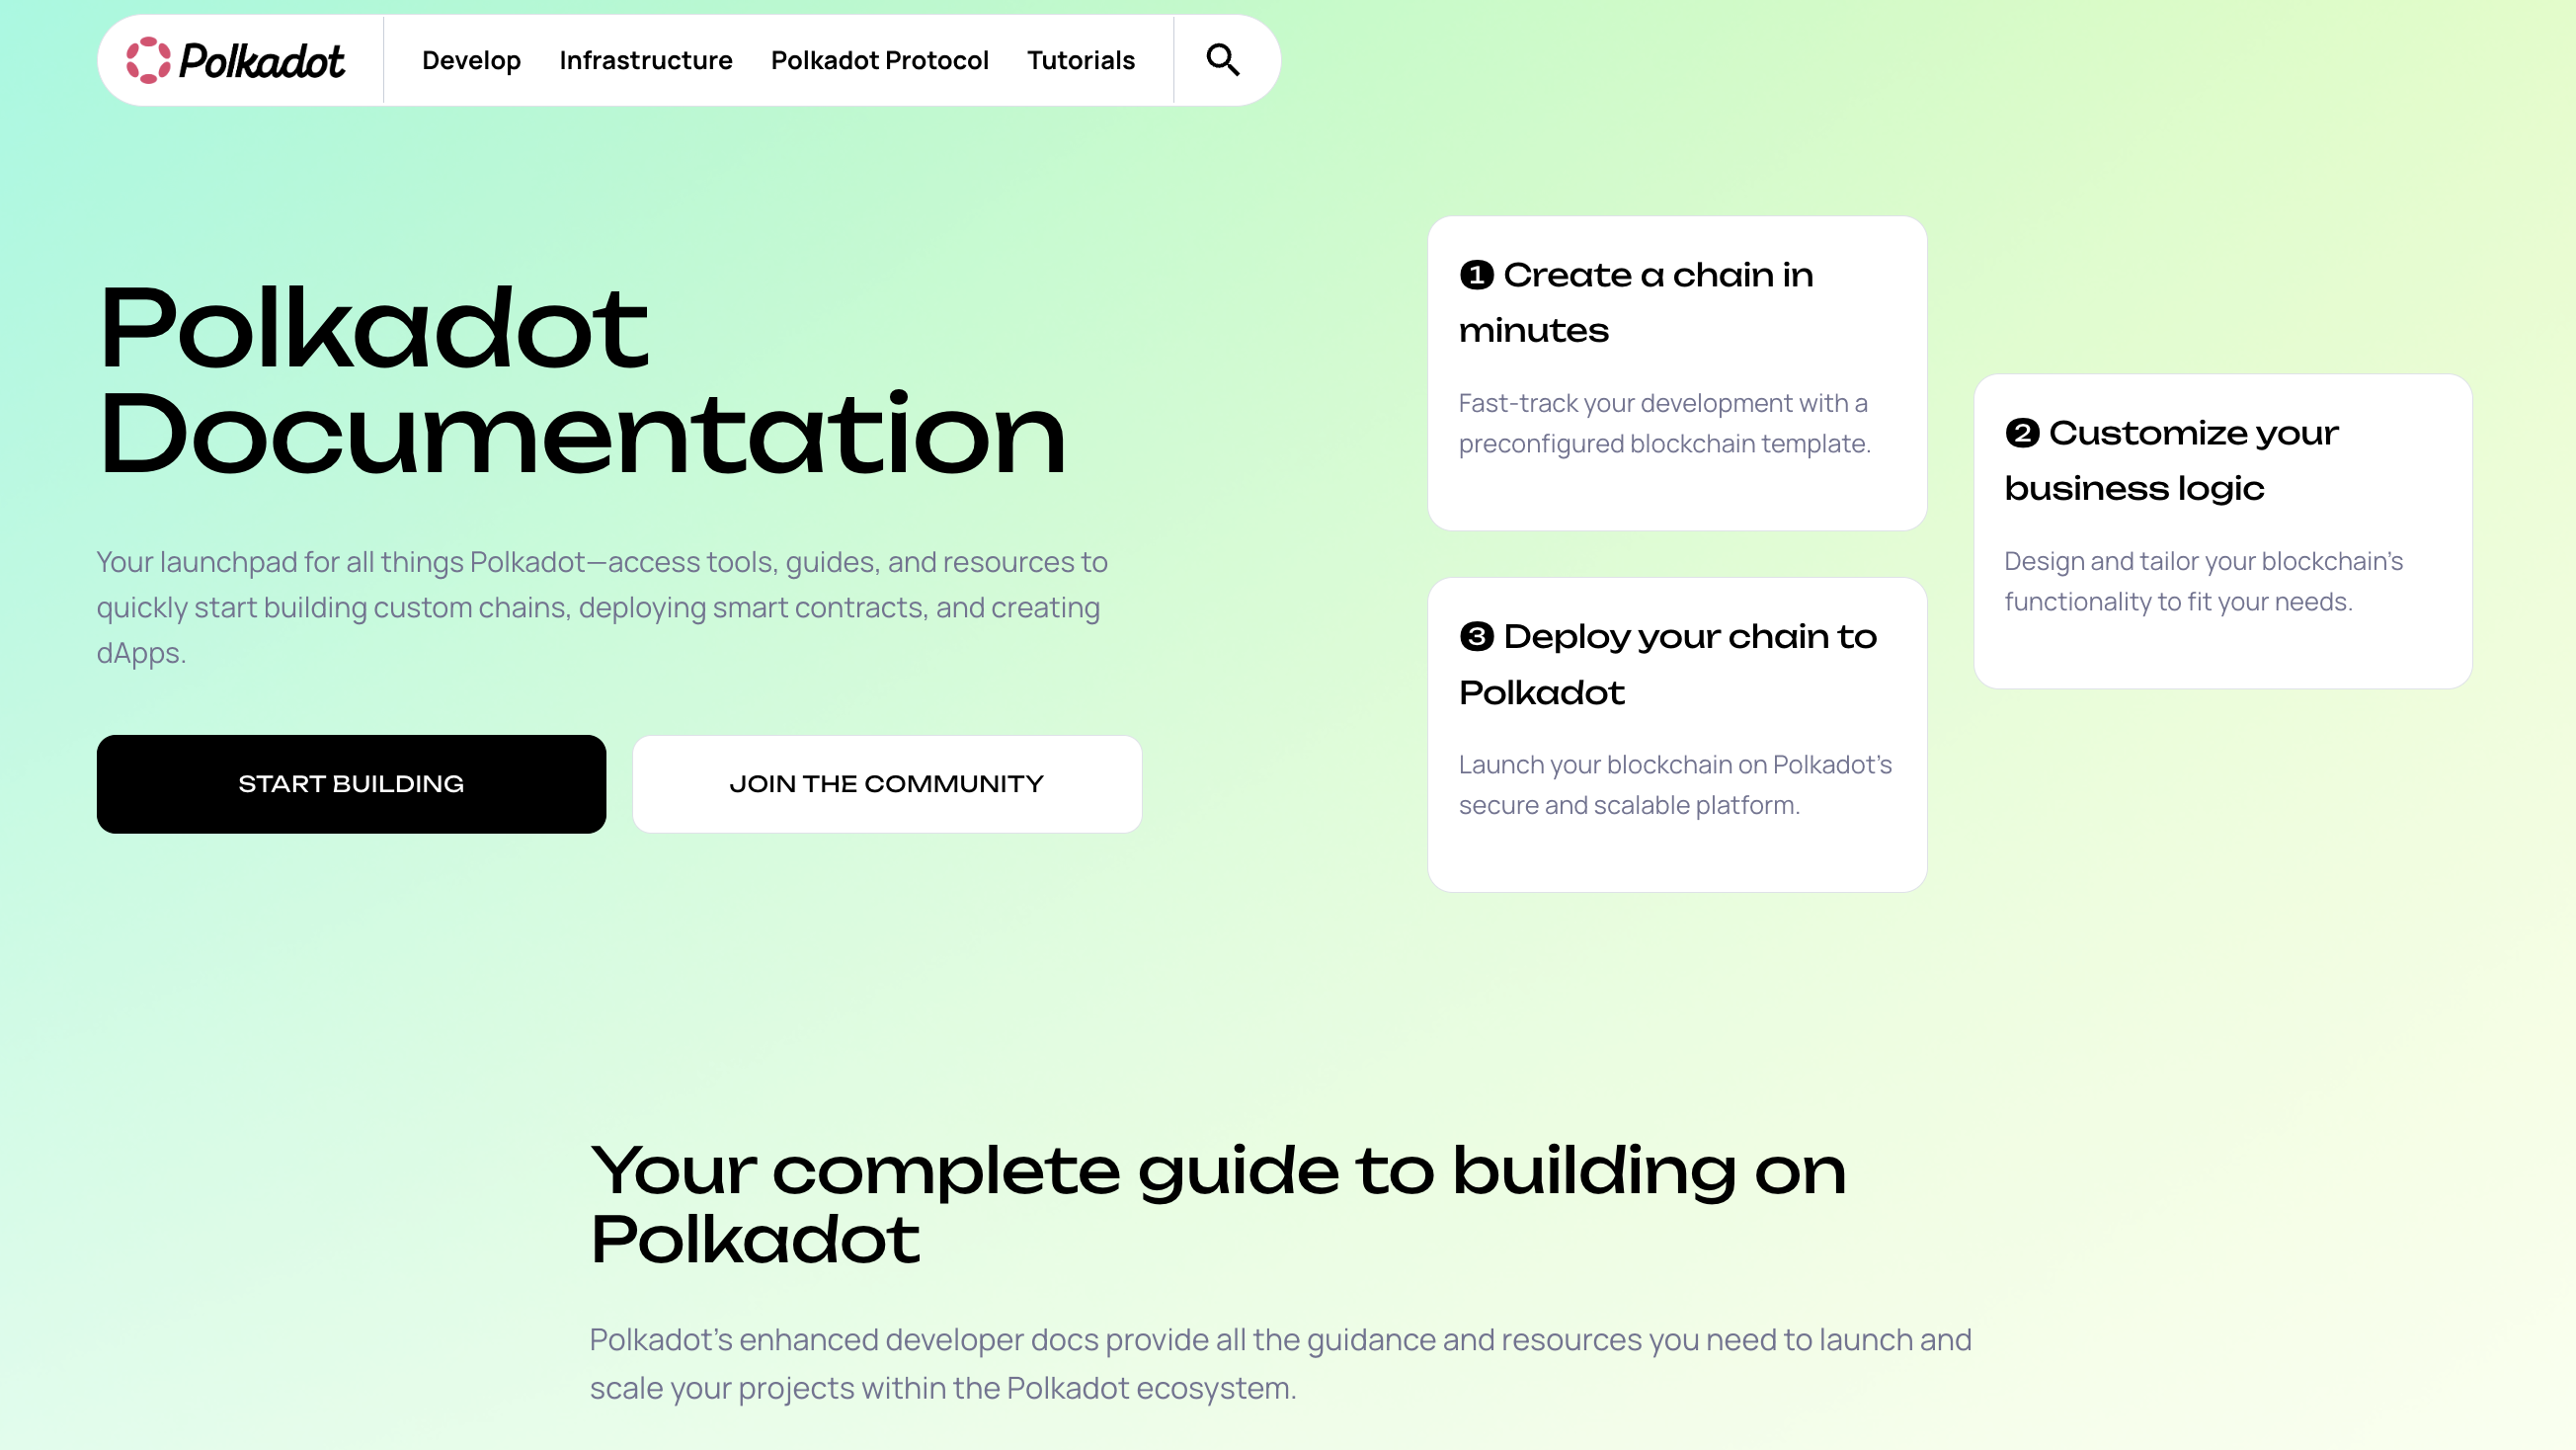 Polkadot
Develop
Infrastructure
Polkadot Protocol
Tutorials
Polkadot
Documentation
Your launchpad for all things Polkadot—access tools, guides, and resources to
quickly start building custom chains, deploying smart contracts, and creating
dApps.
START BUILDING
JOIN THE COMMUNITY
❶ Create a chain in
minutes
Fast-track your development with a
preconfigured blockchain template.
❷ Customize your
business logic
Design and tailor your blockchain’s
functionality to fit your needs.
❸ Deploy your chain to
Polkadot
Launch your blockchain on Polkadot’s
secure and scalable platform.
Your complete guide to building on
Polkadot
Polkadot’s enhanced developer docs provide all the guidance and resources you need to launch and
scale your projects within the Polkadot ecosystem.